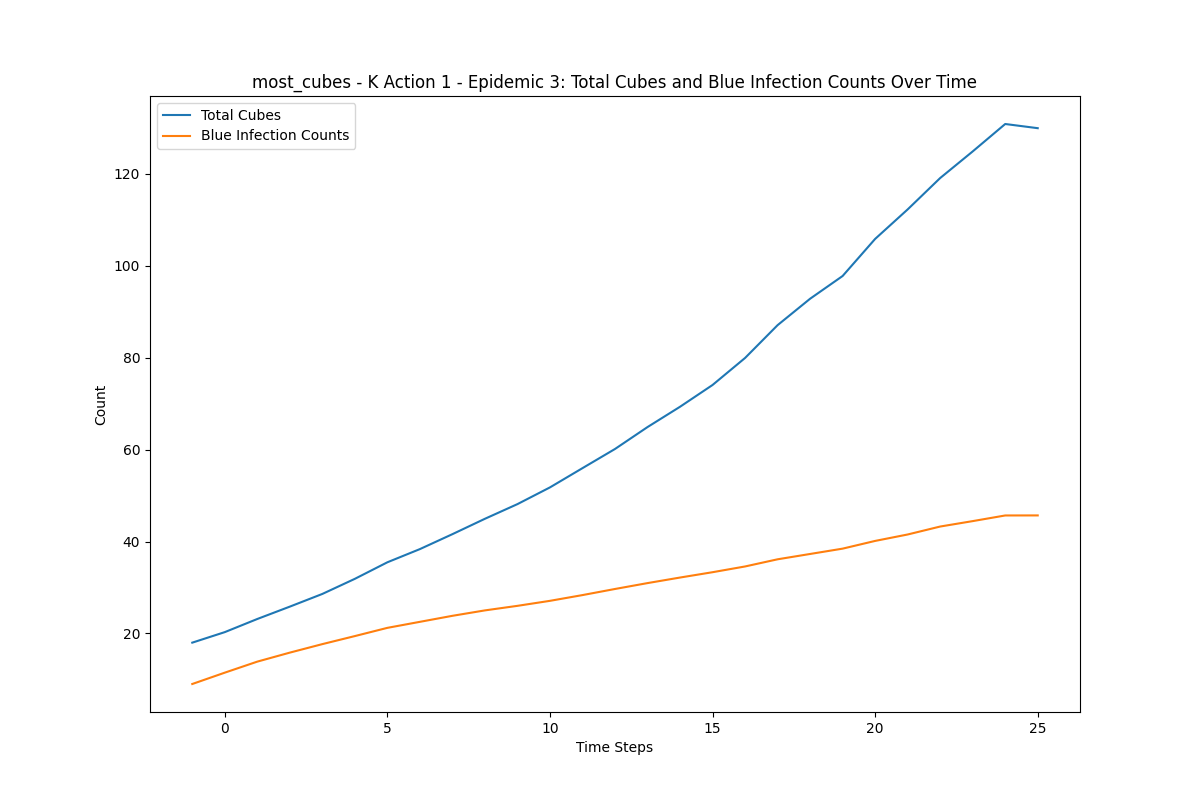 most_cubes - K Action 1 - Epidemic 3: Total Cubes and Blue Infection Counts Over Time
Total Cubes
Blue Infection Counts
120
100
80
60
40
20
Count
0 5 10 15 20 25
Time Steps